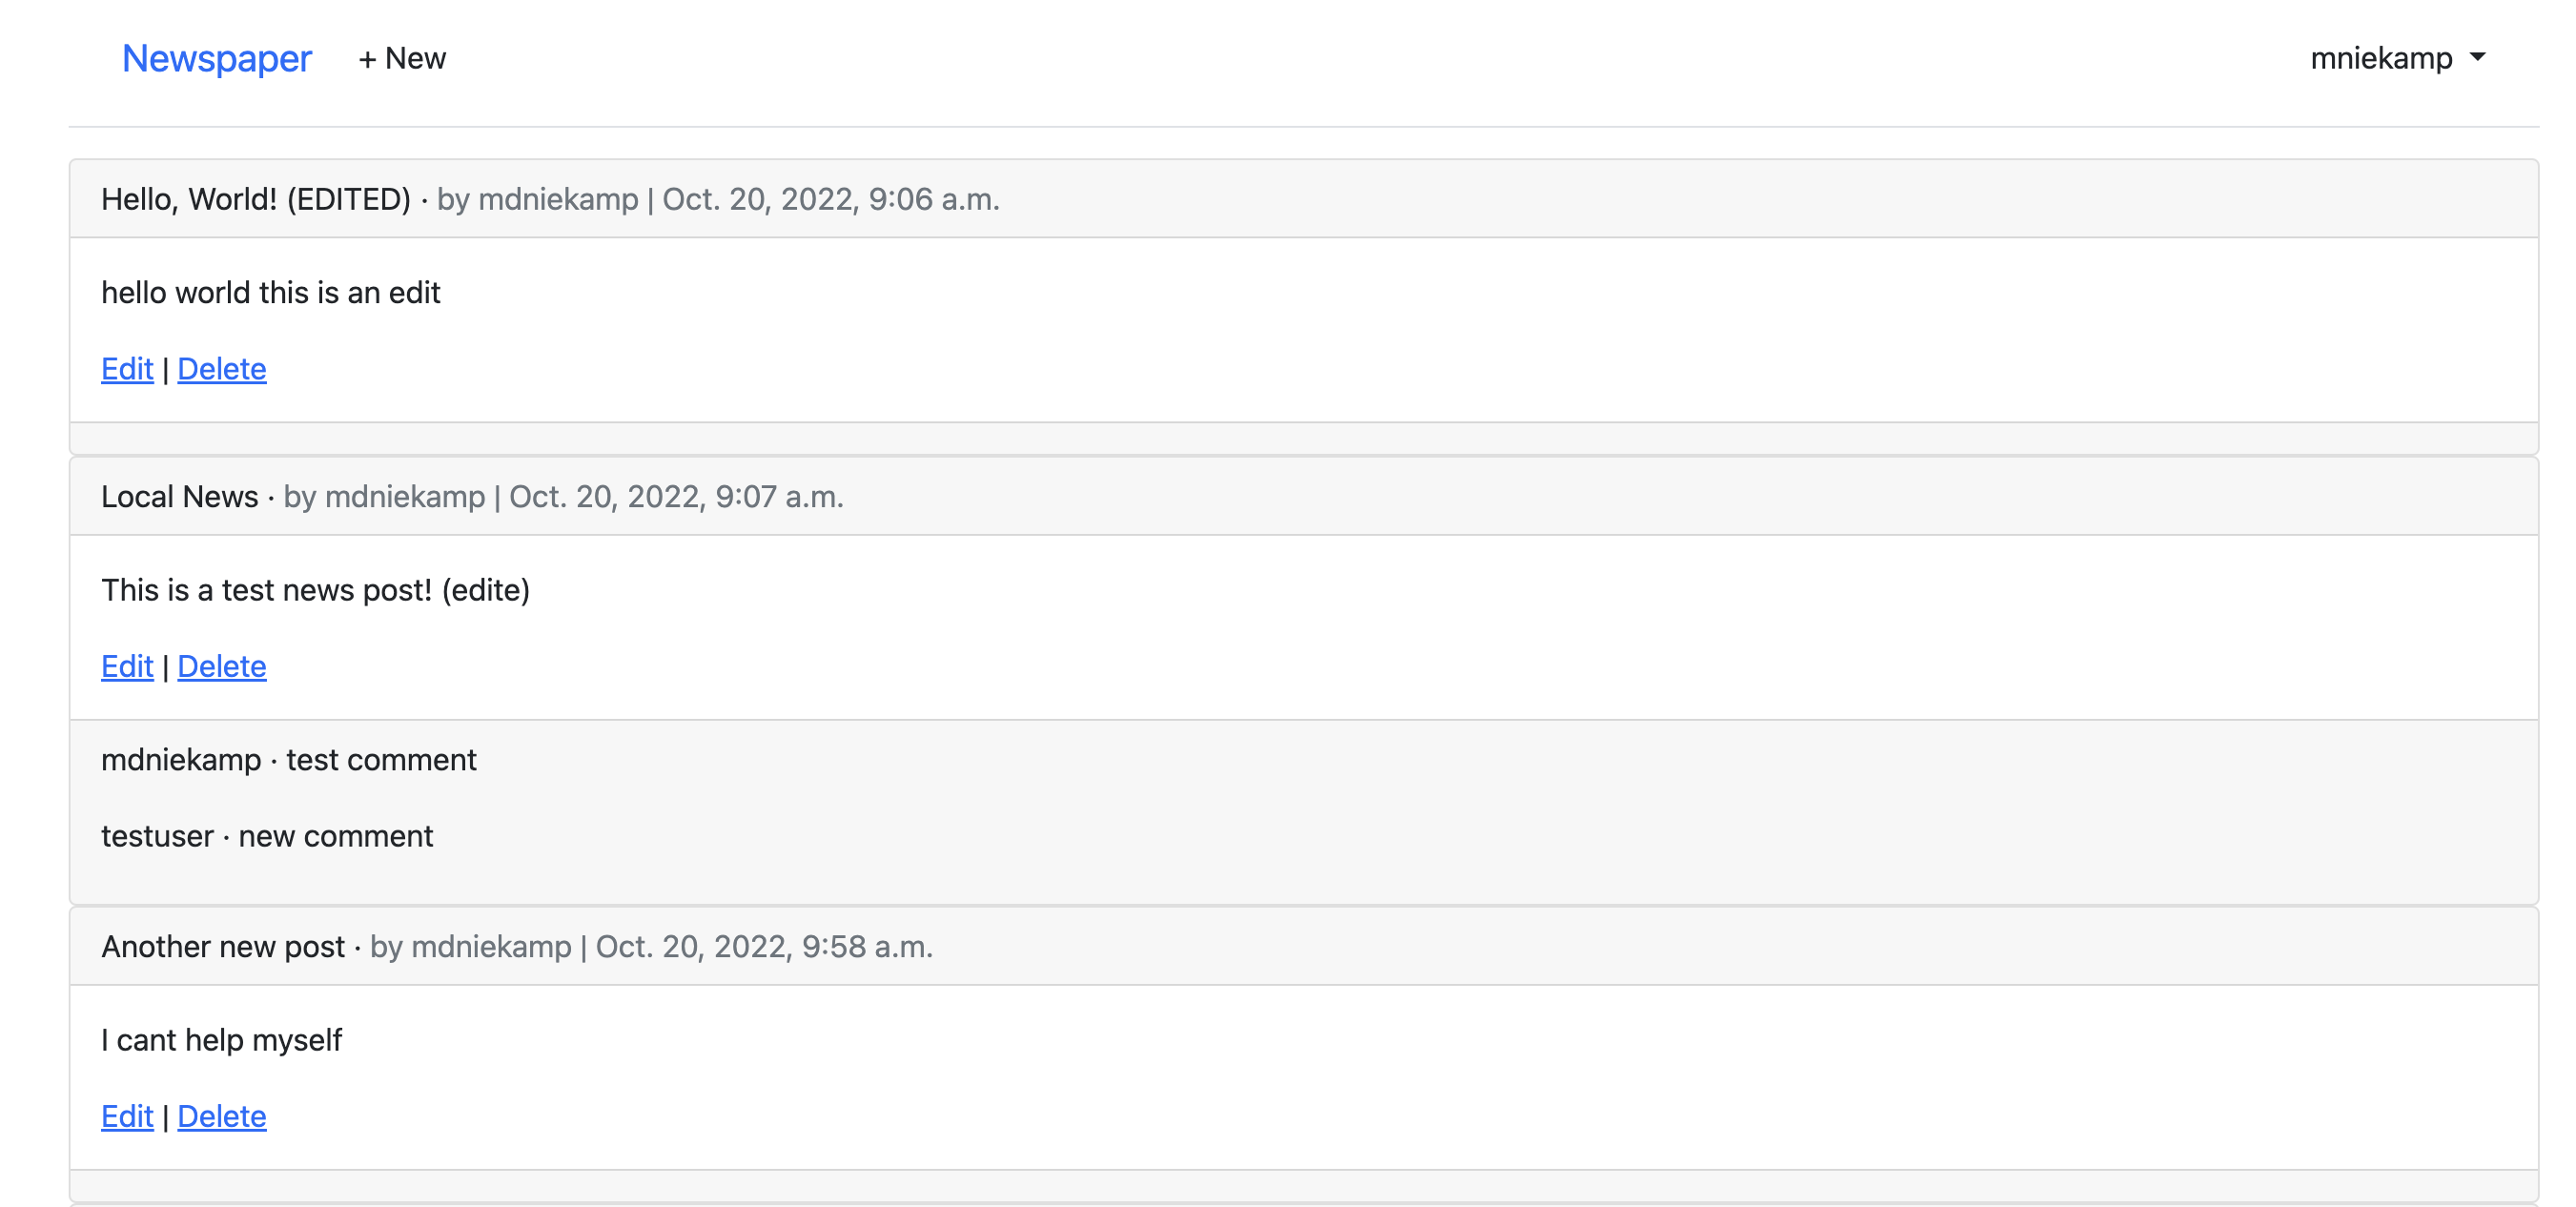 Newspaper + New mniekamp
Hello, World! (EDITED) · by mdniekamp | Oct. 20, 2022, 9:06 a.m.
hello world this is an edit
Edit | Delete
Local News · by mdniekamp | Oct. 20, 2022, 9:07 a.m.
This is a test news post! (edite)
Edit | Delete
mdniekamp · test comment
testuser · new comment
Another new post · by mdniekamp | Oct. 20, 2022, 9:58 a.m.
I cant help myself
Edit | Delete